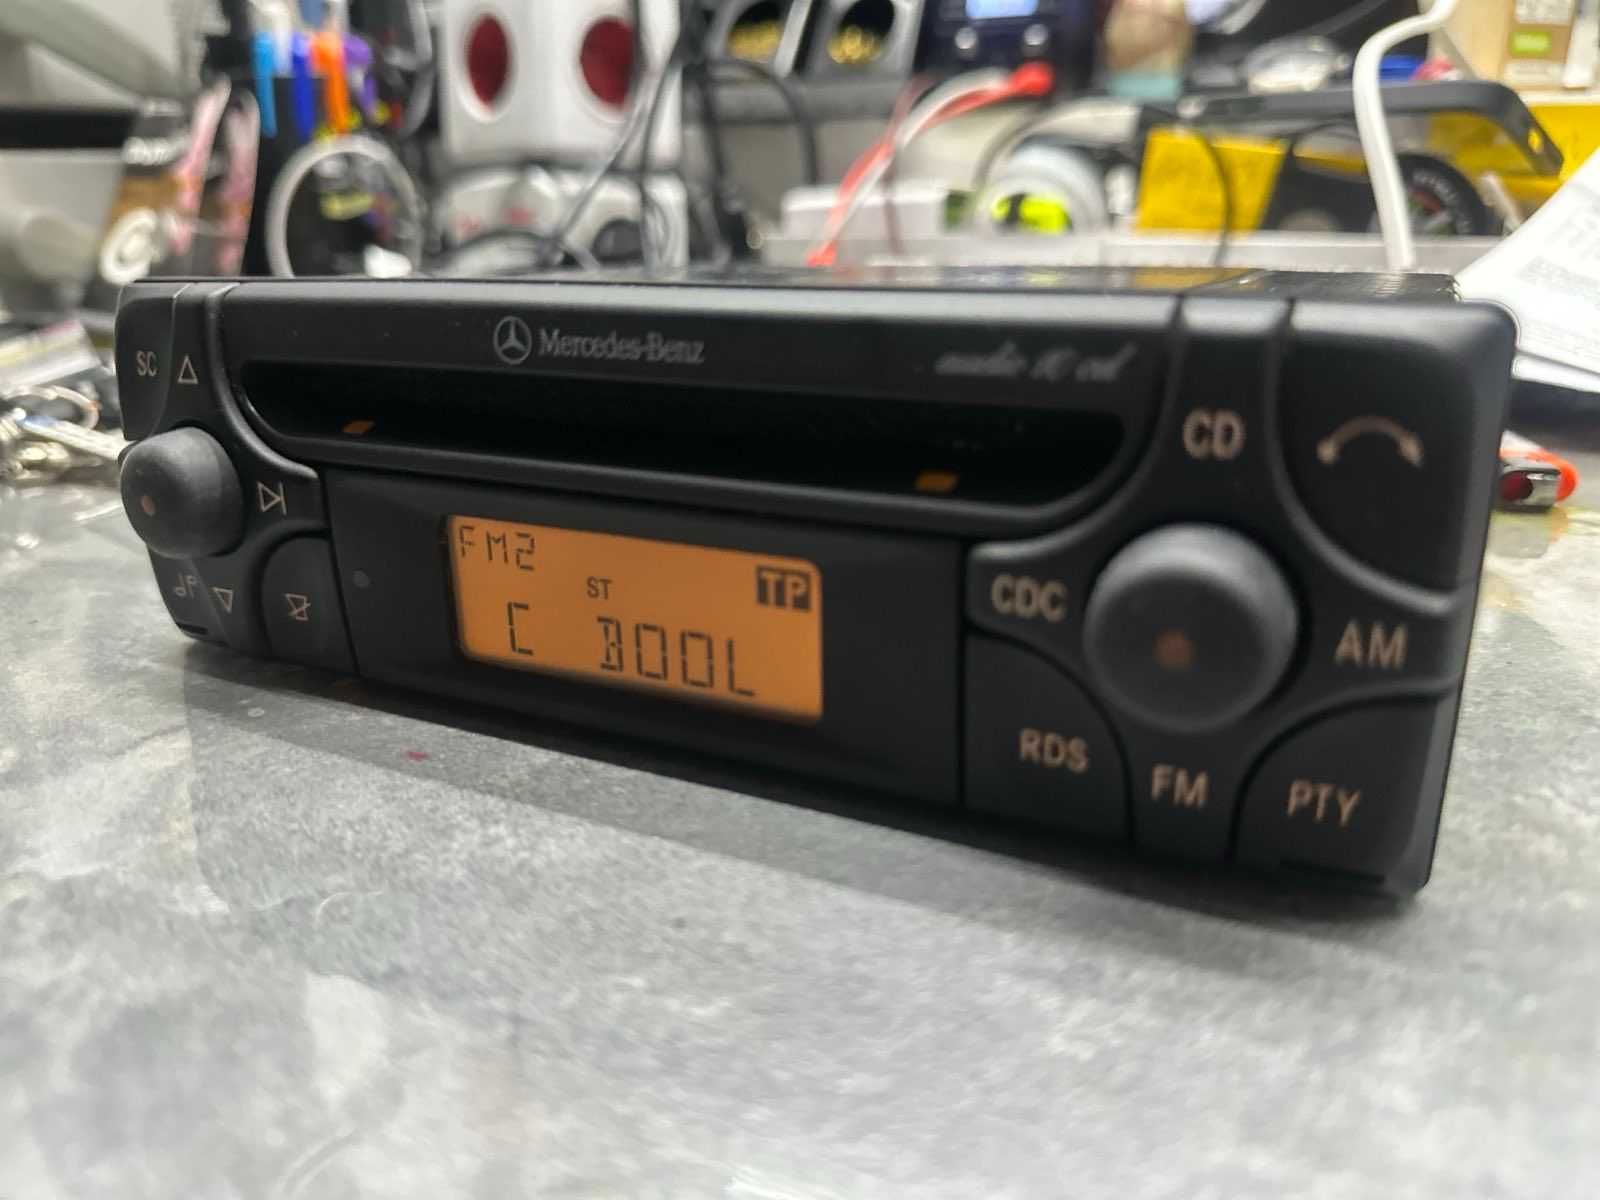 SC
Mercedes-Benz
audio 10 cd
CD
FM2
ST
TP
C BOOL
CDC
AM
RDS
FM
PTY